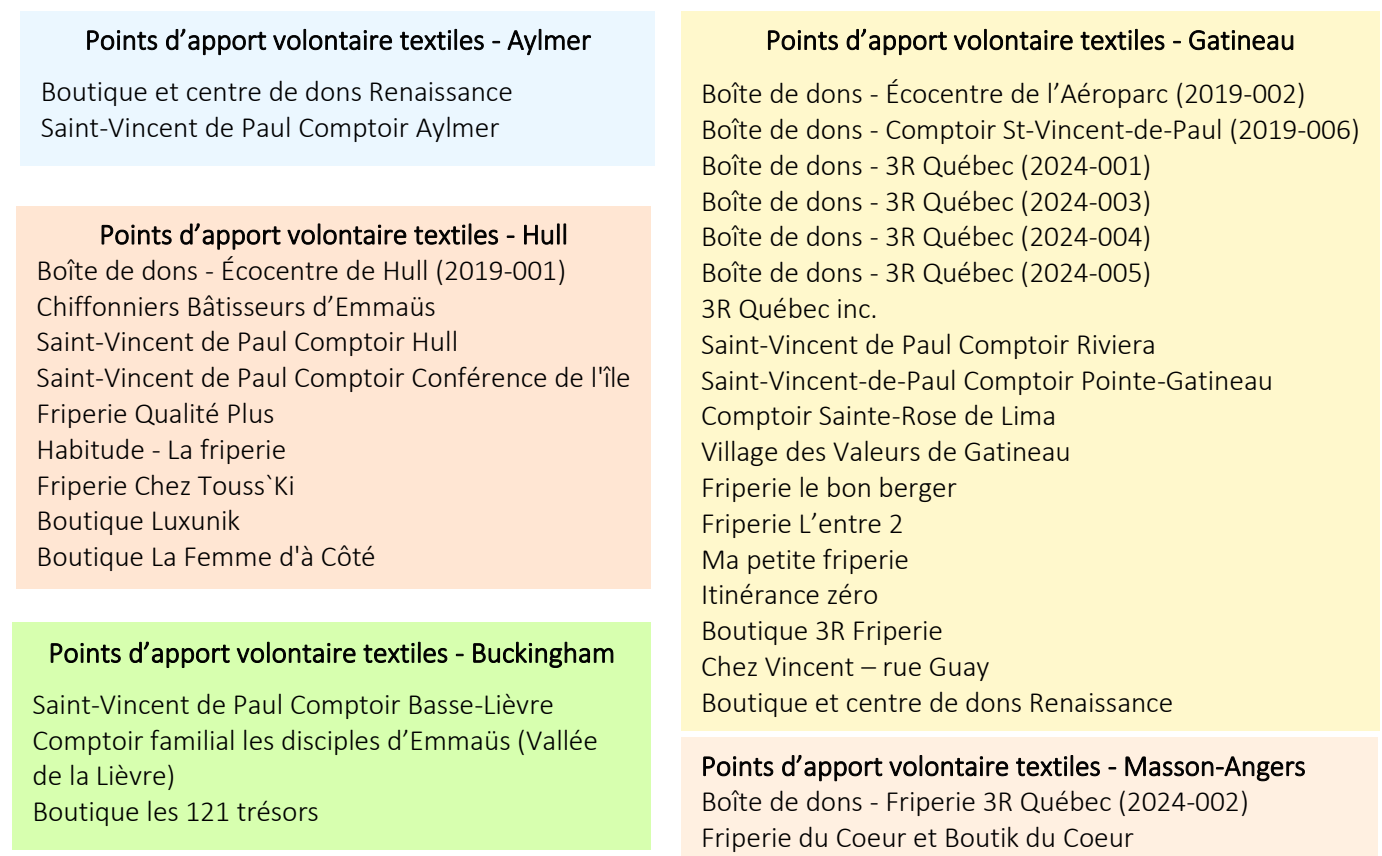 Points d’apport volontaire textiles - Aylmer
Boutique et centre de dons Renaissance
Saint-Vincent de Paul Comptoir Aylmer
Points d’apport volontaire textiles - Hull
Boîte de dons - Écocentre de Hull (2019-001)
Chiffonniers Bâtisseurs d’Emmaüs
Saint-Vincent de Paul Comptoir Hull
Saint-Vincent de Paul Comptoir Conférence de l'île
Friperie Qualité Plus
Habitude - La friperie
Friperie Chez Touss`Ki
Boutique Luxunik
Boutique La Femme d'à Côté
Points d’apport volontaire textiles - Buckingham
Saint-Vincent de Paul Comptoir Basse-Lièvre
Comptoir familial les disciples d’Emmaüs (Vallée
de la Lièvre)
Boutique les 121 trésors
Points d’apport volontaire textiles - Gatineau
Boîte de dons - Écocentre de l’Aéroparc (2019-002)
Boîte de dons - Comptoir St-Vincent-de-Paul (2019-006)
Boîte de dons - 3R Québec (2024-001)
Boîte de dons - 3R Québec (2024-003)
Boîte de dons - 3R Québec (2024-004)
Boîte de dons - 3R Québec (2024-005)
3R Québec inc.
Saint-Vincent de Paul Comptoir Riviera
Saint-Vincent-de-Paul Comptoir Pointe-Gatineau
Comptoir Sainte-Rose de Lima
Village des Valeurs de Gatineau
Friperie le bon berger
Friperie L’entre 2
Ma petite friperie
Itinérance zéro
Boutique 3R Friperie
Chez Vincent – rue Guay
Boutique et centre de dons Renaissance
Points d’apport volontaire textiles - Masson-Angers
Boîte de dons - Friperie 3R Québec (2024-002)
Friperie du Coeur et Boutik du Coeur